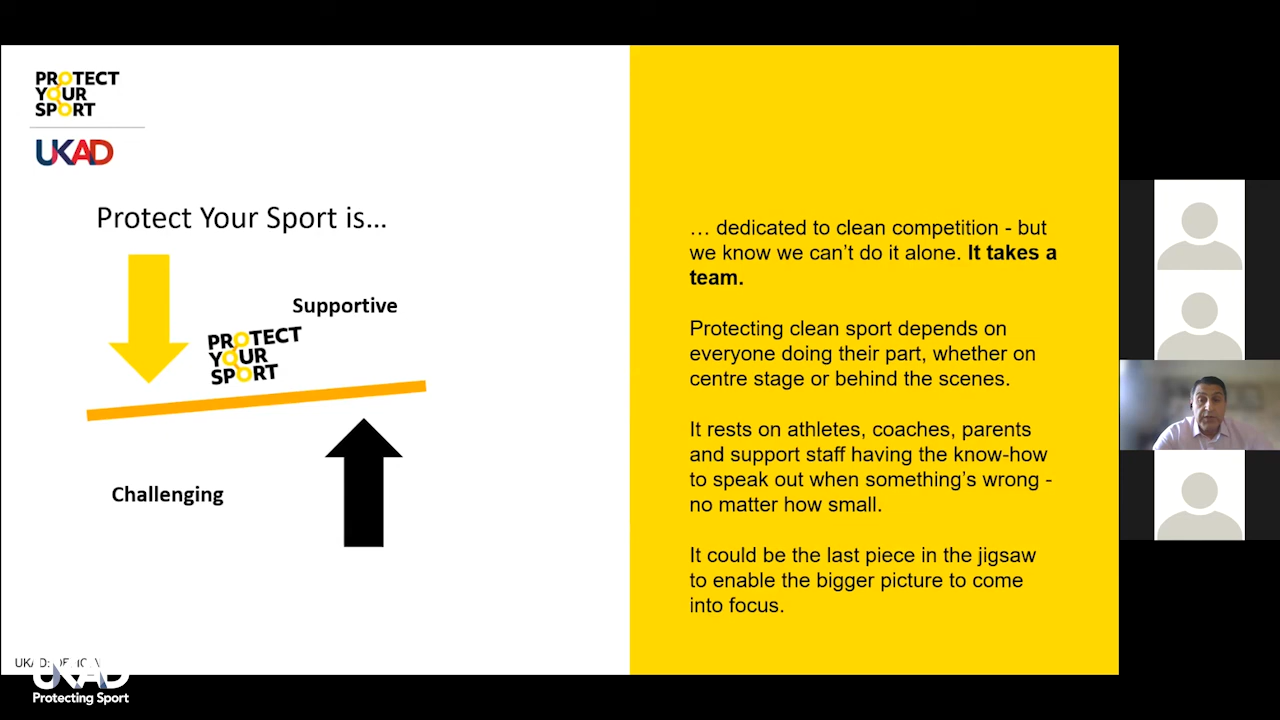 PROTECT
YOUR
SPORT
UKAD
Protect Your Sport is...
Supportive
PROTECT
YOUR
SPORT
Challenging
... dedicated to clean competition - but
we know we can't do it alone. It takes a
team.
Protecting clean sport depends on
everyone doing their part, whether on
centre stage or behind the scenes.
It rests on athletes, coaches, parents
and support staff having the know-how
to speak out when something's wrong -
no matter how small.
It could be the last piece in the jigsaw
to enable the bigger picture to come
into focus.
UKAD:
UKAD
Protecting Sport